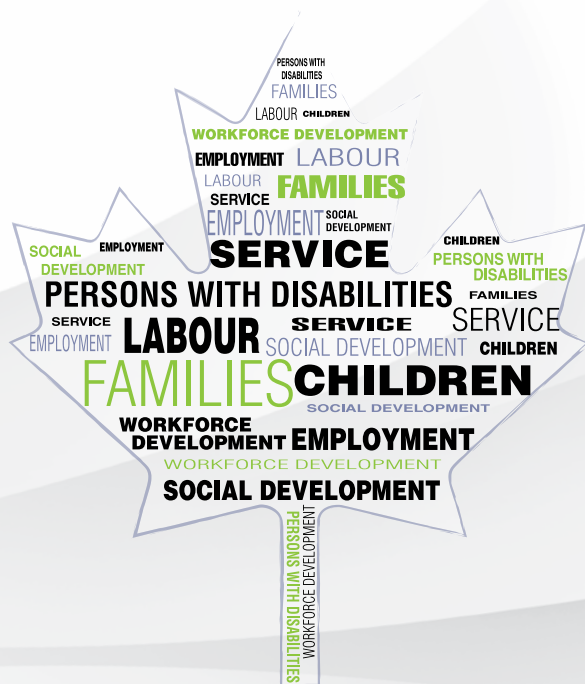 PERSONS WITH
DISABILITIES
FAMILIES
LABOUR CHILDREN
WORKFORCE DEVELOPMENT
EMPLOYMENT LABOUR
LABOUR FAMILIES
SERVICE
EMPLOYMENT SOCIAL
DEVELOPMENT
SERVICE
SOCIAL EMPLOYMENT
DEVELOPMENT
CHILDREN
PERSONS WITH
DISABILITIES
PERSONS WITH DISABILITIES FAMILIES
SERVICE LABOUR SERVICE SERVICE
EMPLOYMENT SOCIAL DEVELOPMENT CHILDREN
FAMILIES CHILDREN
SOCIAL DEVELOPMENT
WORKFORCE
DEVELOPMENT EMPLOYMENT
WORKFORCE DEVELOPMENT
SOCIAL DEVELOPMENT
PERSONS WITH DISABILITIES
WORKFORCE DEVELOPMENT